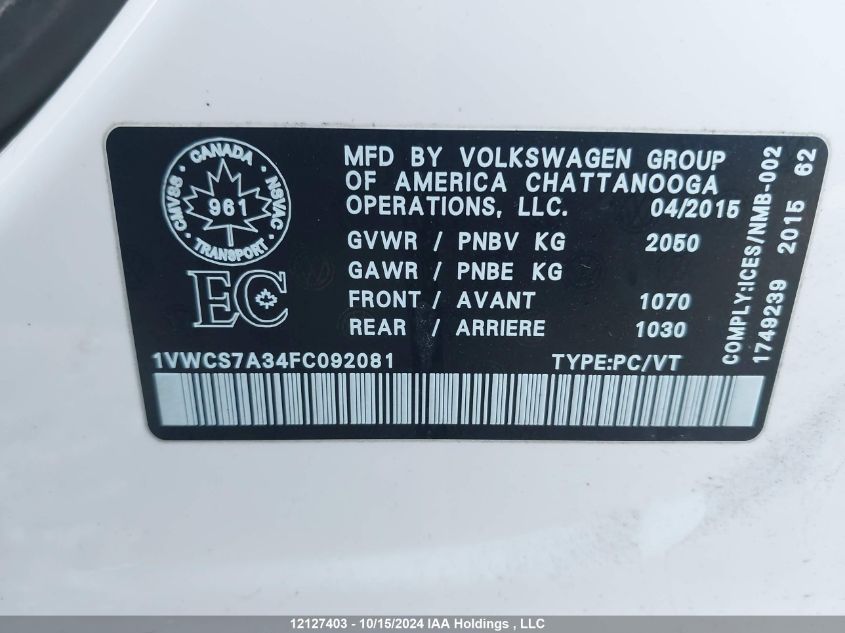 CANADA
CMVSS
NSVAC
961
TRANSPORT
EC
MFD BY VOLKSWAGEN GROUP
OF AMERICA CHATTANOOGA
OPERATIONS, LLC. 04/2015
GVWR / PNBV KG 2050
GAWR / PNBE KG
FRONT / AVANT 1070
REAR / ARRIERE 1030
1VWCS7A34FC092081 TYPE:PC/VT
COMPLY:ICES/NMB-002
1749239 2015 62
12127403 - 10/15/2024 IAA Holdings , LLC